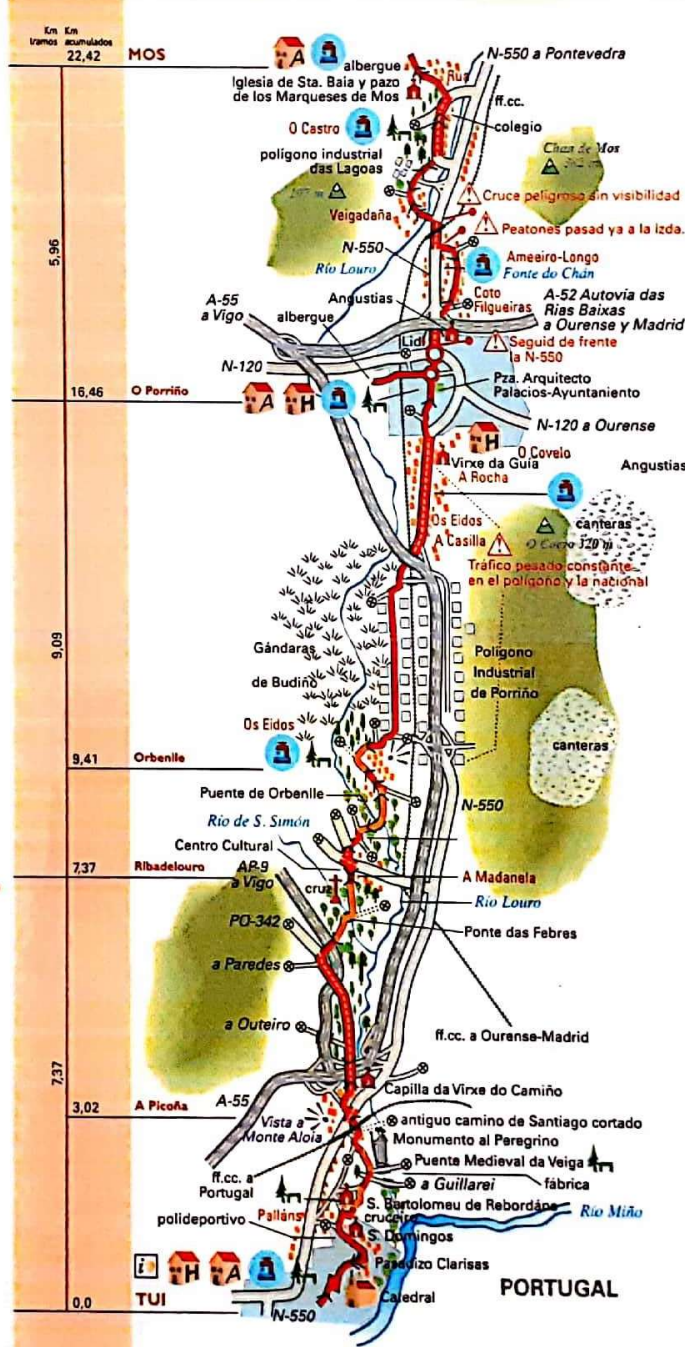 Km tramos
Km acumulados
22,42
MOS
A
albergue
Iglesia de Sta. Baia y pazo
de los Marqueses de Mos
Rua
N-550 a Pontevedra
ff.cc.
colegio
O Castro
polígono industrial
das Lagoas
Chan de Mos
Cruce peligroso sin visibilidad
Veigadaña
Peatones pasad ya a la izda.
5,96
N-550
Río Louro
Ameeiro-Longo
Fonte do Chán
A-55
a Vigo
albergue
Angustias
Coto
Filgueiras
A-52 Autovía das
Rias Baixas
a Ourense y Madrid
Lidl
Seguid de frente
la N-550
N-120
16,46
O Porriño
A
H
Pza. Arquitecto
Palacios-Ayuntamiento
N-120 a Ourense
H
O Covelo
Virxe da Guía
A Rocha
Angustias
Os Eidos
A Casilla
canteras
320 m
Tráfico pesado constante
en el polígono y la nacional
9,09
Gándaras
de Budiño
Polígono
Industrial
de Porriño
Os Eidos
canteras
9,41
Orbenlle
Puente de Orbenlle
N-550
Río de S. Simón
Centro Cultural
7,37
Ribadelouro
AP-9
a Vigo
A Madanela
cruz
Río Louro
PO-342
Ponte das Febres
a Paredes
a Outeiro
ff.cc. a Ourense-Madrid
7,37
Capilla da Virxe do Camiño
3,02
A Picoña
A-55
Vista a
Monte Aloia
antiguo camino de Santiago cortado
Monumento al Peregrino
Puente Medieval da Veiga
ff.cc. a
Portugal
a Guillarei
fábrica
S. Bartolomeu de Rebordáns
Palláns
cruceiro
Río Miño
polideportivo
S. Domingos
i
H
A
Pasadizo Clarisas
PORTUGAL
0,0
TUI
N-550
Catedral